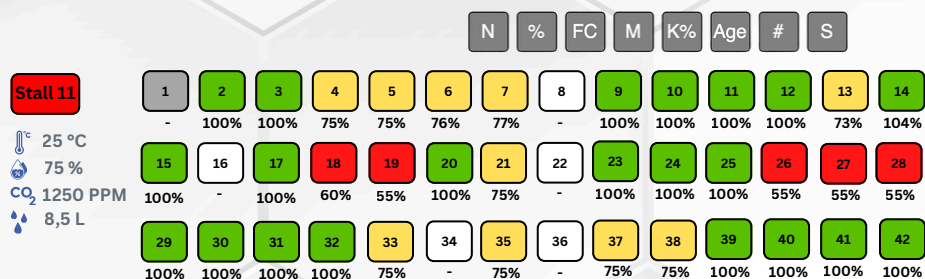 N % FC M K% Age # S
Stall 11
25 °C
75 %
CO2 1250 PPM
8,5 L
1 2 3 4 5 6 7 8 9 10 11 12 13 14
- 100% 100% 75% 75% 76% 77% - 100% 100% 100% 100% 73% 104%
15 16 17 18 19 20 21 22 23 24 25 26 27 28
100% - 100% 60% 55% 100% 75% - 100% 100% 100% 55% 55% 55%
29 30 31 32 33 34 35 36 37 38 39 40 41 42
100% 100% 100% 100% 75% - 75% - 75% 75% 100% 100% 100% 100%